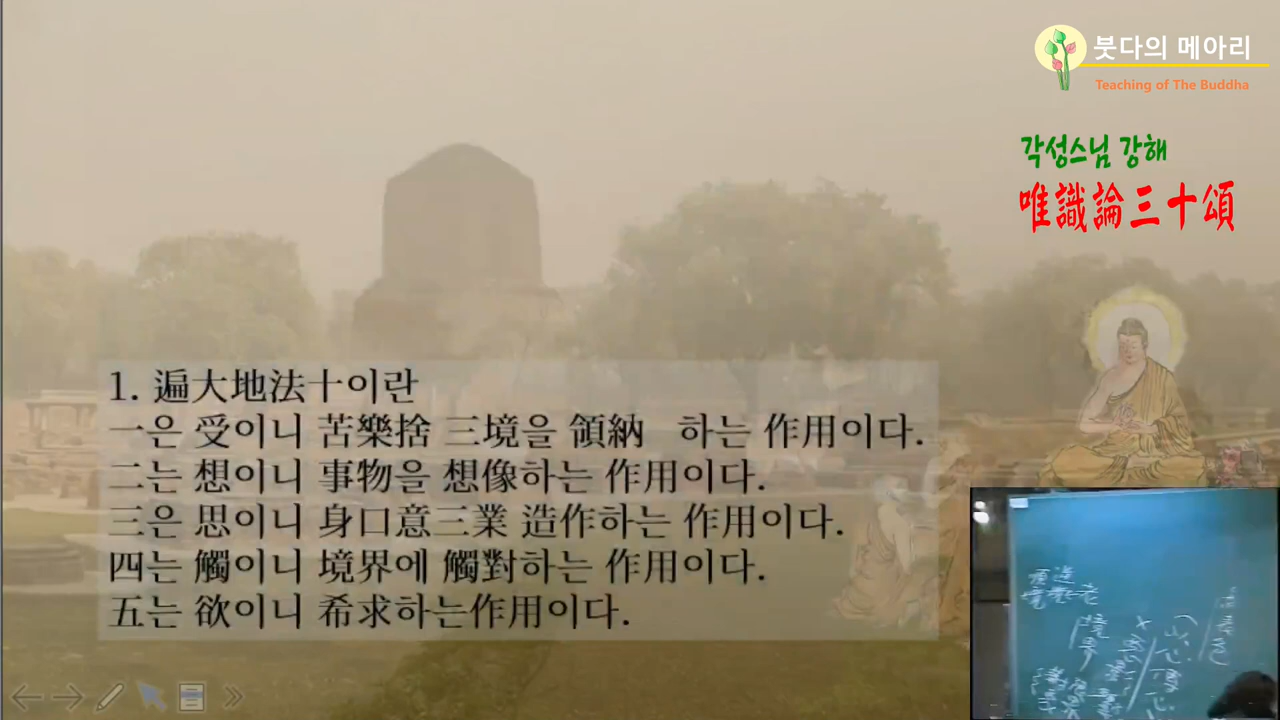 붓다의 메아리
Teaching of The Buddha
각성스님 강해
唯識論三十頌
1. 遍大地法十이란
一은 受이니 苦樂捨 三境을 領納 하는 作用이다.
二는 想이니 事物을 想像하는 作用이다.
三은 思이니 身口意三業 造作하는 作用이다.
四는 觸이니 境界에 觸對하는 作用이다.
五는 欲이니 希求하는作用이다.